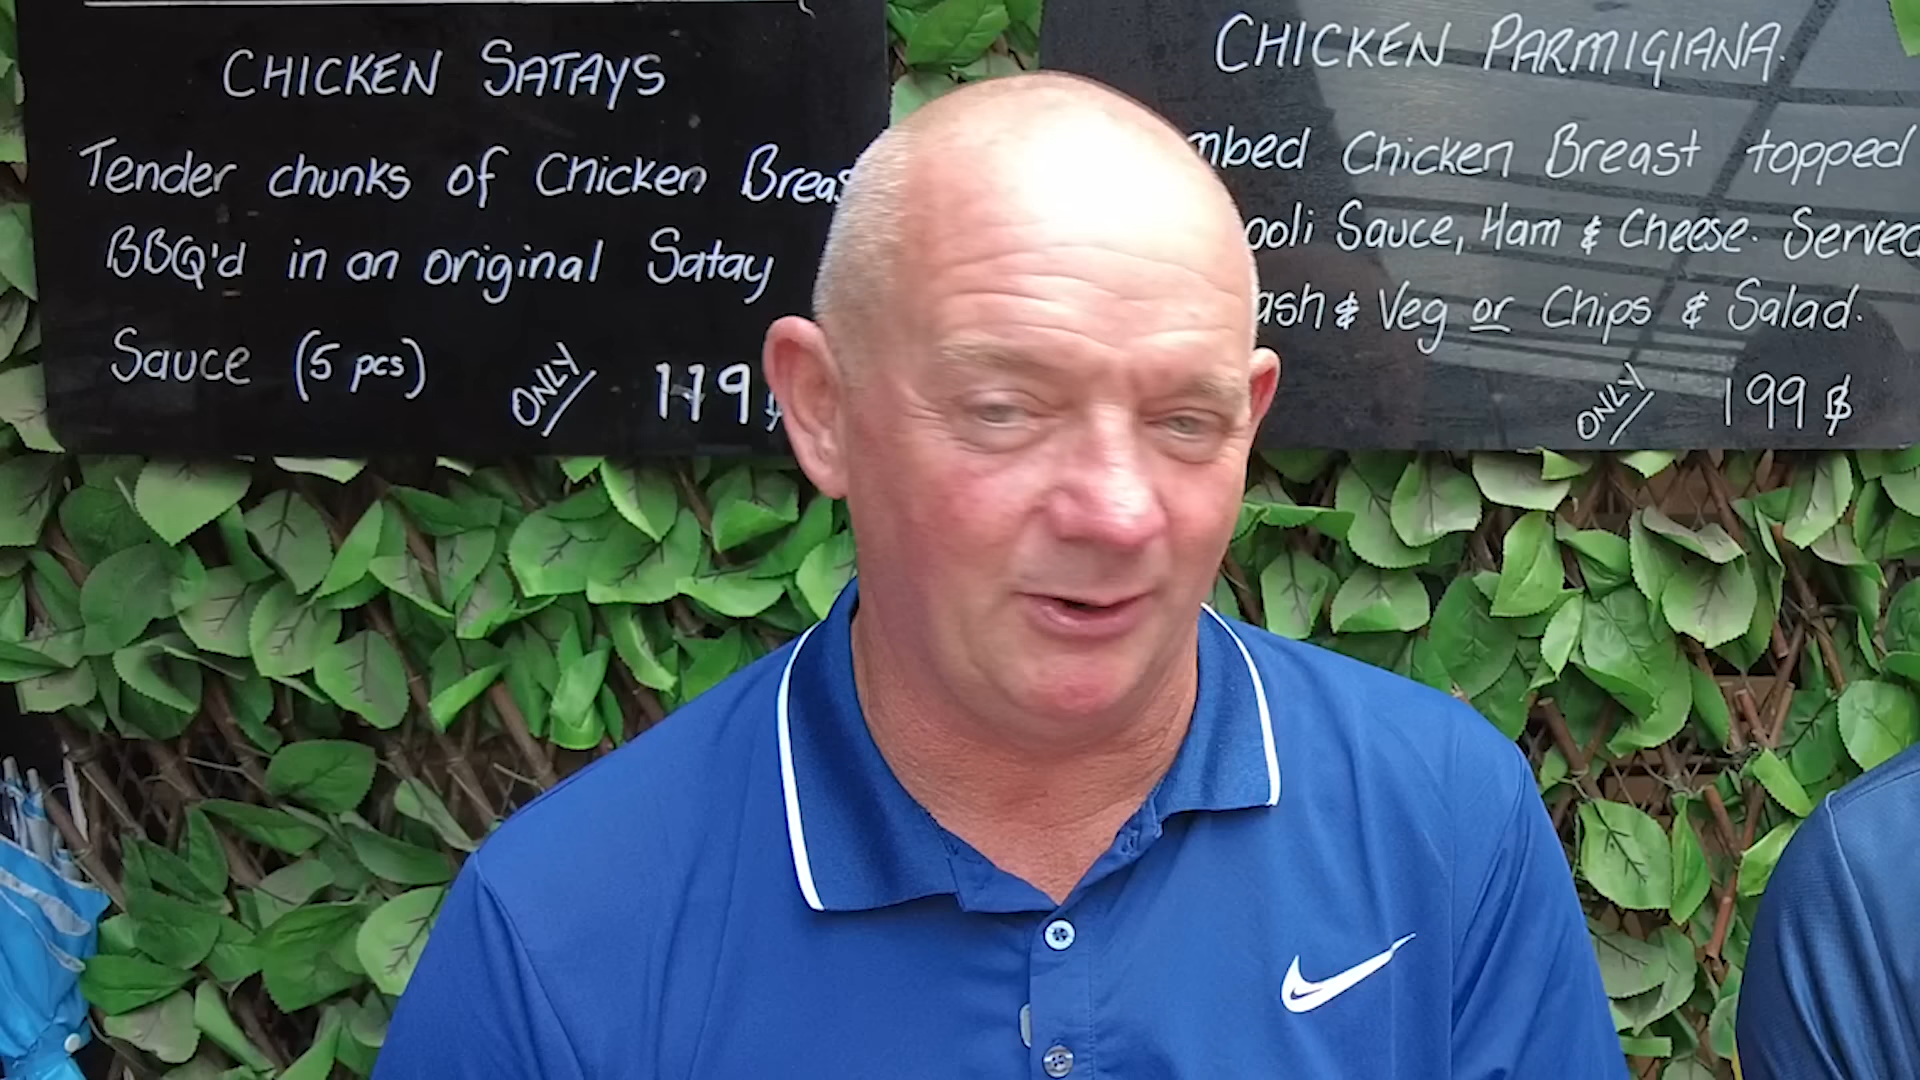 CHICKEN SATAYS
Tender chunks of Chicken
BBQ'd in an original Satay
Sauce (5 pcs)
ONLY 119
CHICKEN PARMIGIANA.
Chicken Breast topped
Sauce, Ham & Cheese. Served
& Veg or Chips & Salad.
ONLY 199 ฿